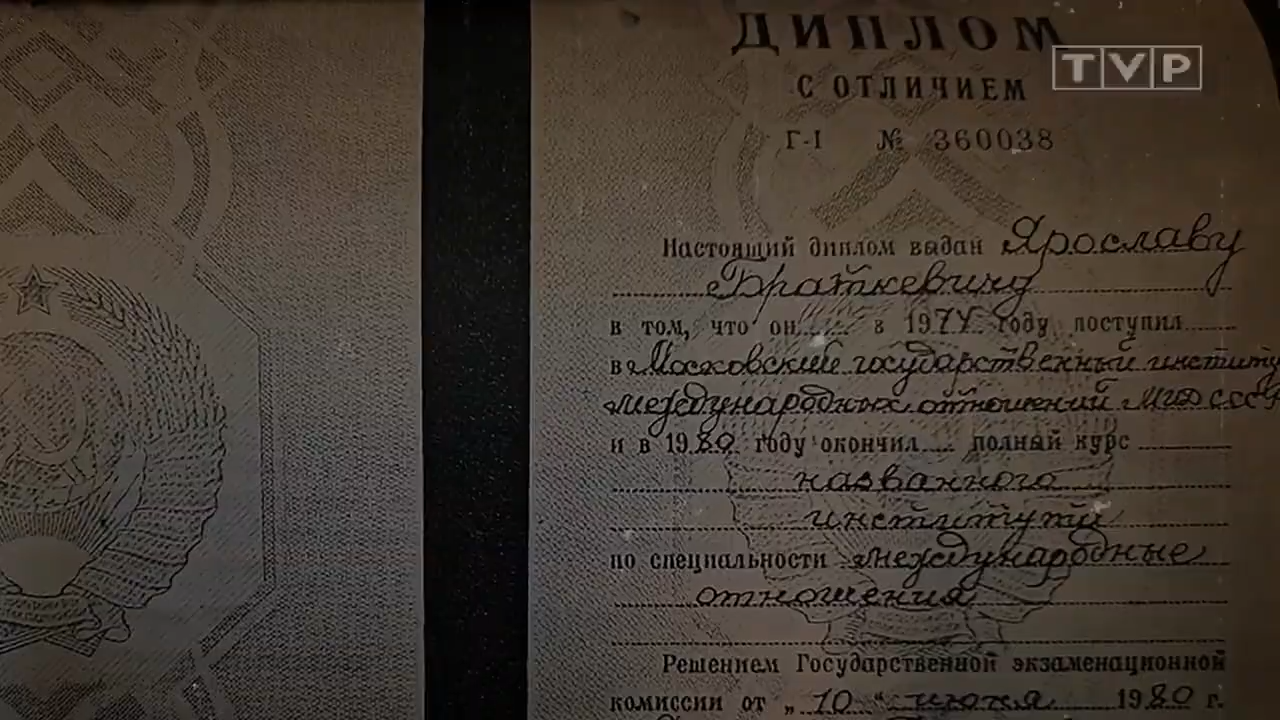 ДИПЛОМ
TVP
С ОТЛИЧИЕМ
Г-I № 360038
Настоящий диплом выдан Ярославу
Браткевичу
в том, что он в 1974 году поступил
в Московский государственный институт
международных отношений МИД СССР
и в 1980 году окончил полный курс
названного
института
по специальности международные
отношения
Решением Государственной экзаменационной
комиссии от „ 10 “ июня 1980 г.